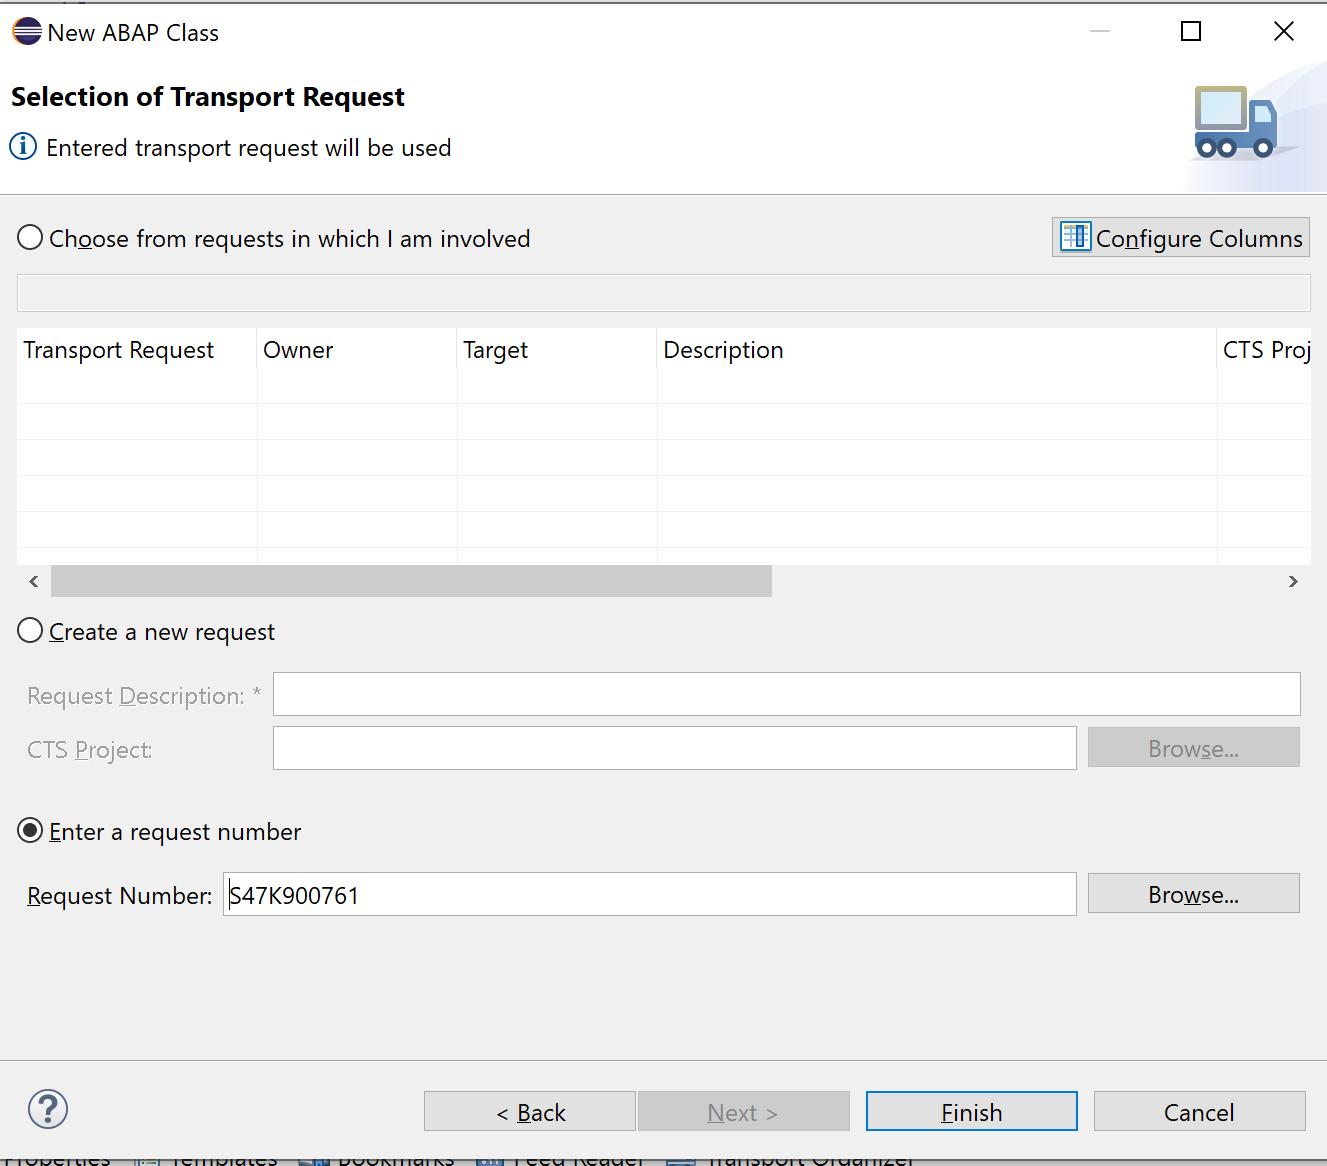 New ABAP Class
Selection of Transport Request
Entered transport request will be used
Choose from requests in which I am involved
Configure Columns
Transport Request Owner Target Description CTS Proj
Create a new request
Request Description: *
CTS Project:
Browse...
Enter a request number
Request Number: S47K900761
Browse...
< Back
Next >
Finish
Cancel
Properties Templates Bookmarks Feed Reader Transport Organizer